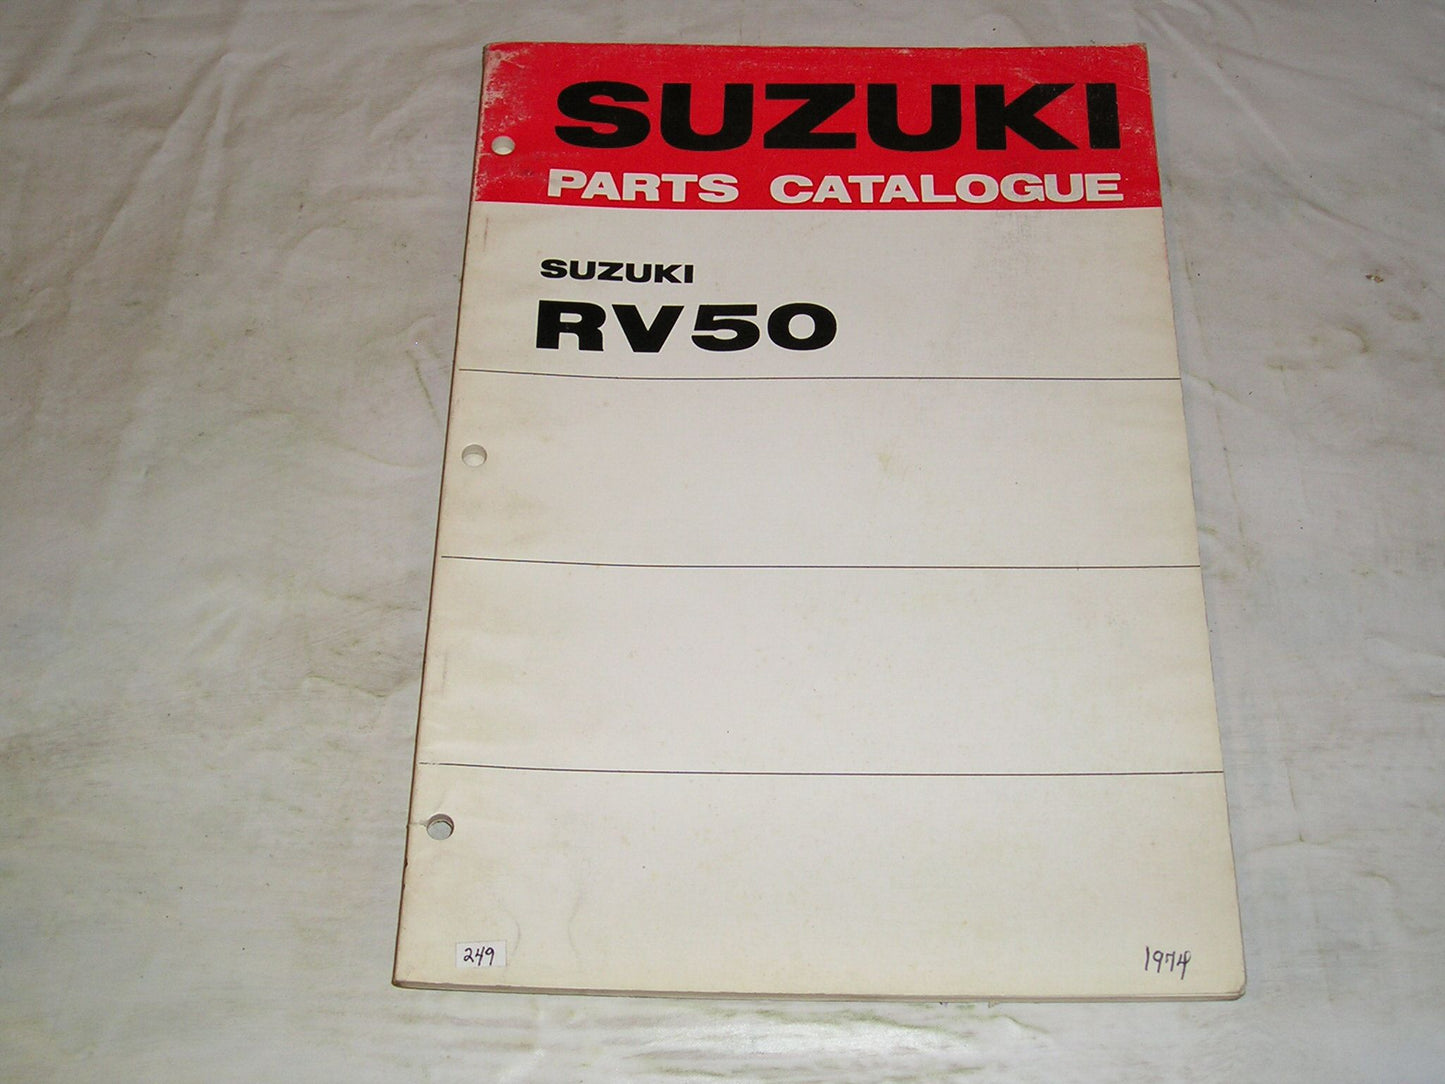 SUZUKI
PARTS CATALOGUE
SUZUKI
RV50
249
1974